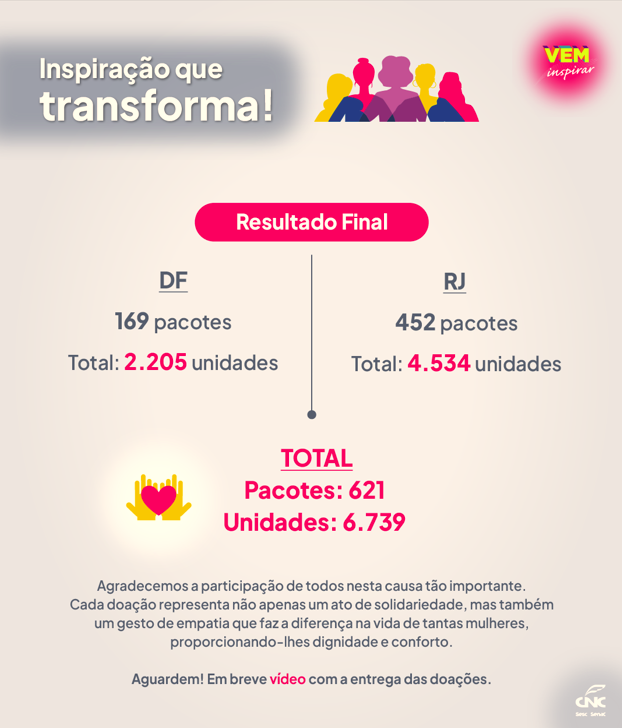 Inspiração que
transforma!
VEM
inspirar
Resultado Final
DF
169 pacotes
Total: 2.205 unidades
RJ
452 pacotes
Total: 4.534 unidades
TOTAL
Pacotes: 621
Unidades: 6.739
Agradecemos a participação de todos nesta causa tão importante.
Cada doação representa não apenas um ato de solidariedade, mas também
um gesto de empatia que faz a diferença na vida de tantas mulheres,
proporcionando-lhes dignidade e conforto.
Aguardem! Em breve vídeo com a entrega das doações.
CNC
Sesc Senac